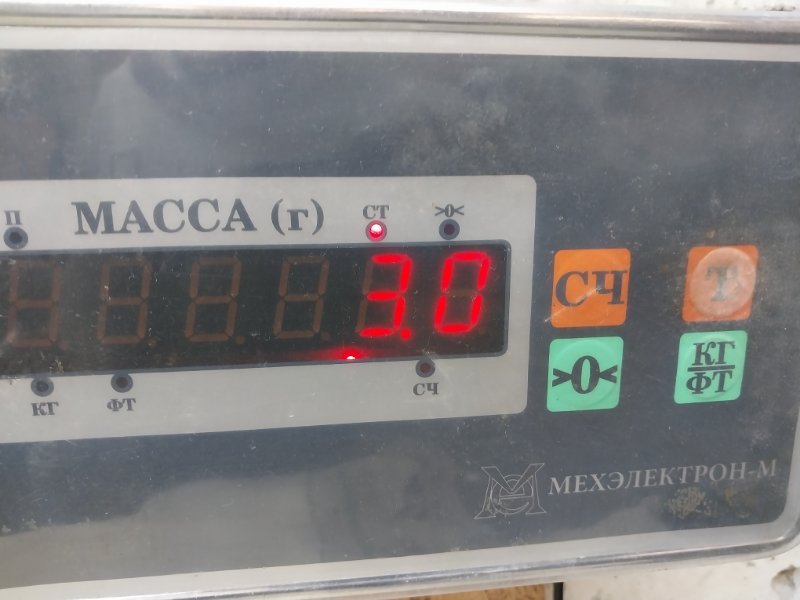 П МАССА (г) СТ >0<
3.0
КГ ФТ СЧ
СЧ Т
>0< КГ/ФТ
МЕХЭЛЕКТРОН-М